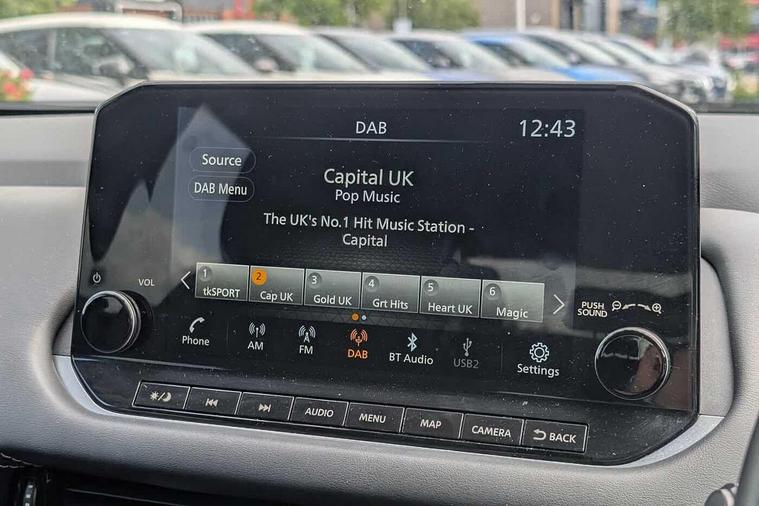 DAB
12:43
Source
DAB Menu
Capital UK
Pop Music
The UK's No.1 Hit Music Station -
Capital
1
tkSPORT
2
Cap UK
3
Gold UK
4
Grt Hits
5
Heart UK
6
Magic
VOL
PUSH
SOUND
Phone
AM
FM
DAB
BT Audio
USB2
Settings
AUDIO
MENU
MAP
CAMERA
BACK